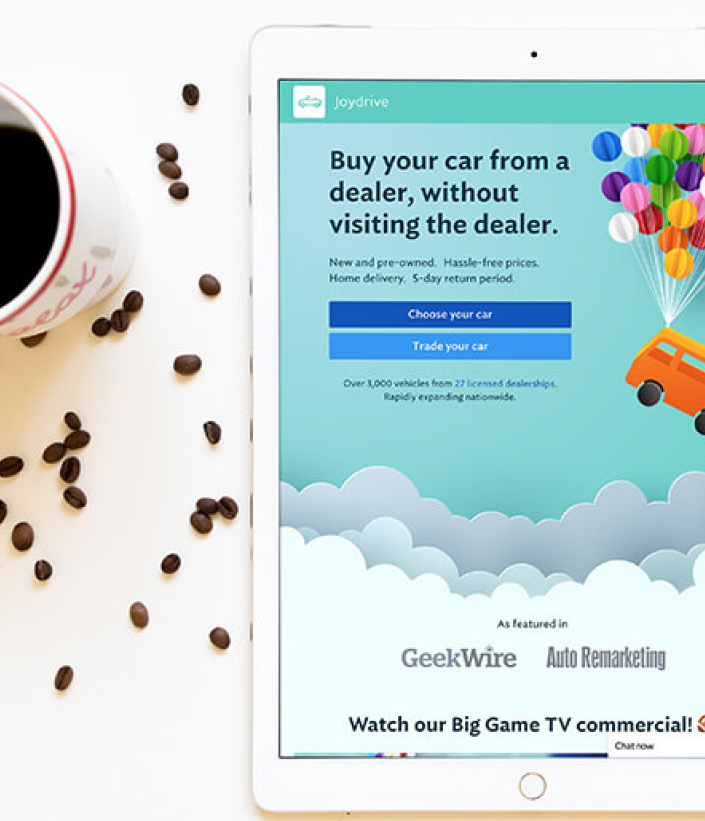 Joydrive
Buy your car from a
dealer, without
visiting the dealer.
New and pre-owned. Hassle-free prices.
Home delivery. 5-day return period.
Choose your car
Trade your car
Over 3,000 vehicles from 27 licensed dealerships.
Rapidly expanding nationwide.
As featured in
GeekWire Auto Remarketing
Watch our Big Game TV commercial!
Chat now